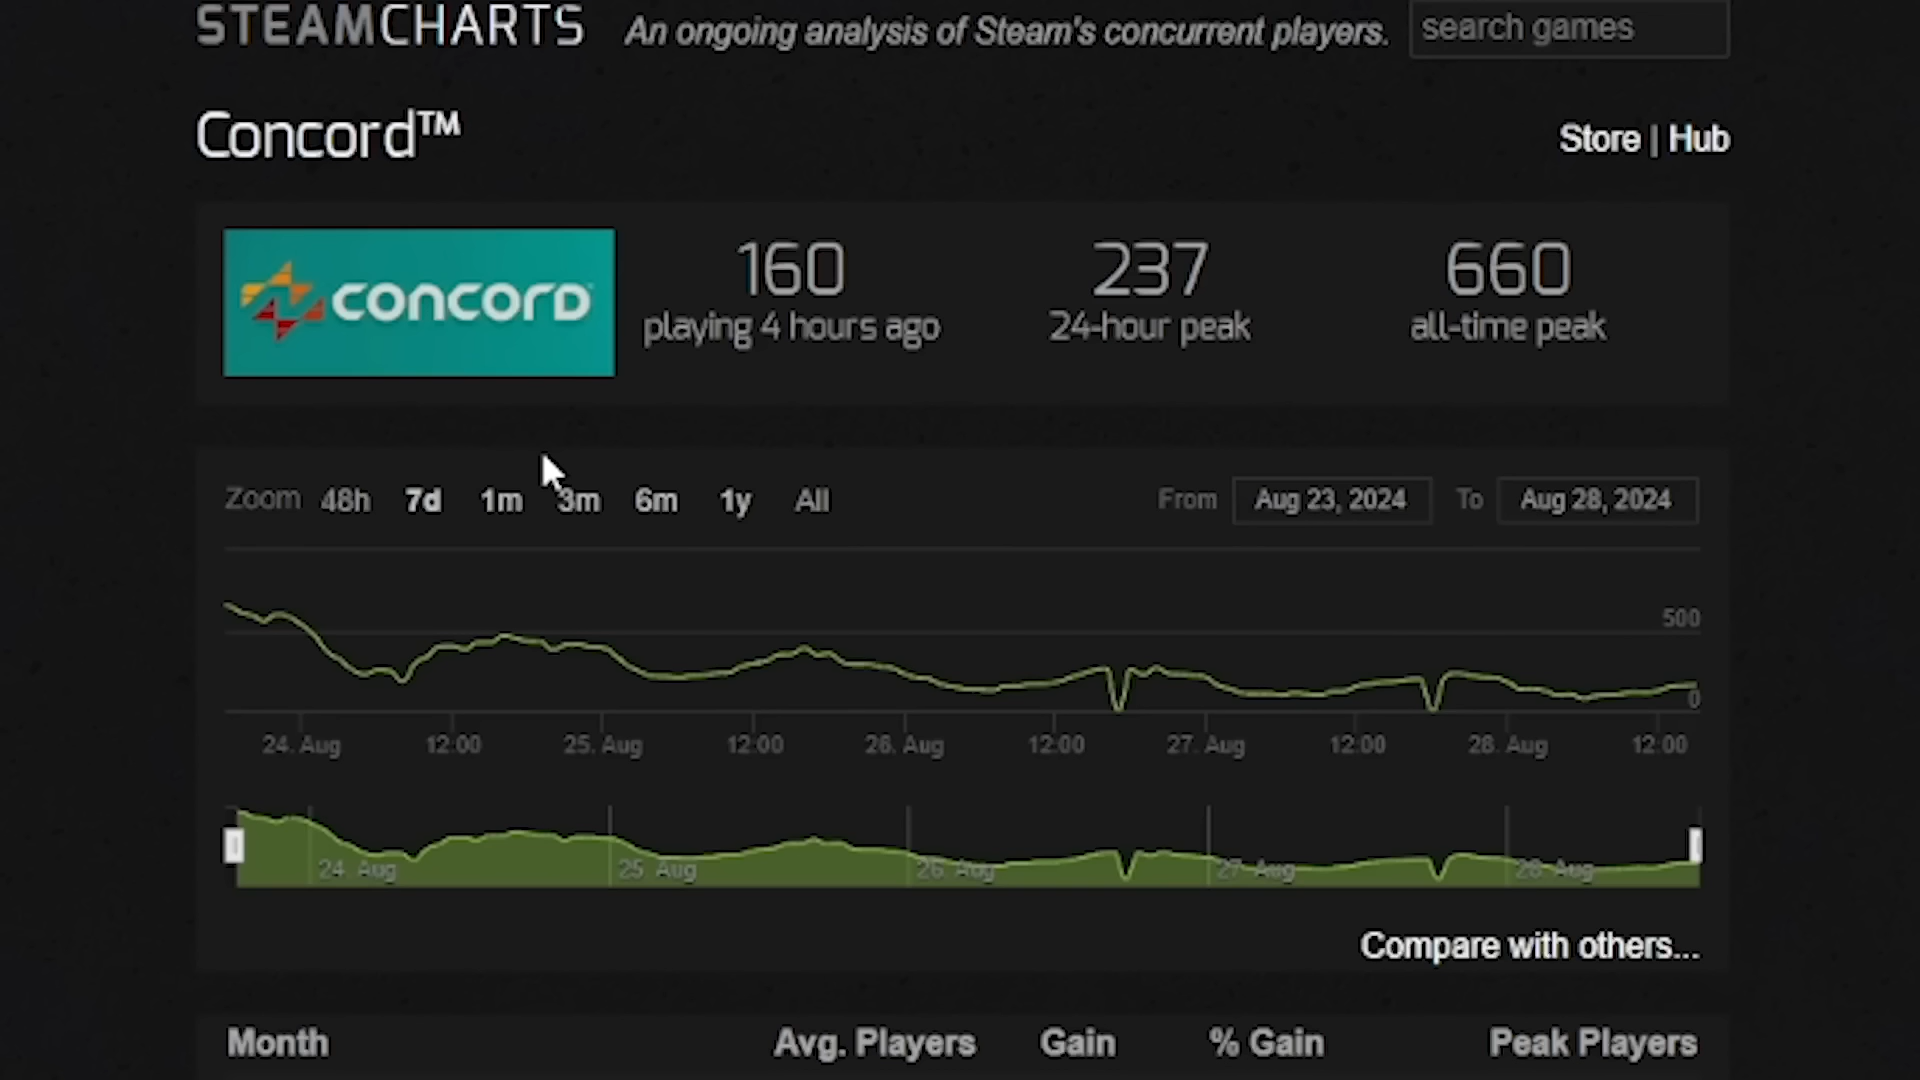 STEAMCHARTS An ongoing analysis of Steam's concurrent players. search games
Concord™ Store | Hub
concord™
160 237 660
playing 4 hours ago 24-hour peak all-time peak
Zoom 48h 7d 1m 3m 6m 1y All From Aug 23, 2024 To Aug 28, 2024
500
0
24. Aug 12:00 25. Aug 12:00 26. Aug 12:00 27. Aug 12:00 28. Aug 12:00
24. Aug 25. Aug 26. Aug 27. Aug 28. Aug
Compare with others...
Month Avg. Players Gain % Gain Peak Players